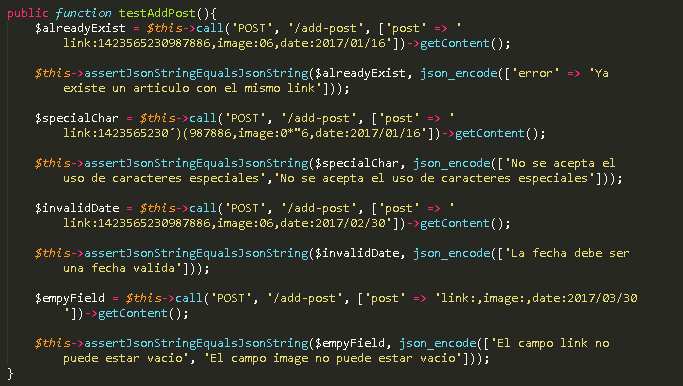 public function testAddPost(){
$alreadyExist = $this->call('POST', '/add-post', ['post' => '
link:1423565230987886,image:06,date:2017/01/16'])->getContent();
$this->assertJsonStringEqualsJsonString($alreadyExist, json_encode(['error' => 'Ya
existe un articulo con el mismo link']));
$specialChar = $this->call('POST', '/add-post', ['post' => '
link:1423565230´)(987886,image:0*"6,date:2017/01/16'])->getContent();
$this->assertJsonStringEqualsJsonString($specialChar, json_encode(['No se acepta el
uso de caracteres especiales','No se acepta el uso de caracteres especiales']));
$invalidDate = $this->call('POST', '/add-post', ['post' => '
link:1423565230987886,image:06,date:2017/02/30'])->getContent();
$this->assertJsonStringEqualsJsonString($invalidDate, json_encode(['La fecha debe ser
una fecha valida']));
$empyField = $this->call('POST', '/add-post', ['post' => 'link:,image:,date:2017/03/30
'])->getContent();
$this->assertJsonStringEqualsJsonString($empyField, json_encode(['El campo link no
puede estar vacio', 'El campo image no puede estar vacio']));
}